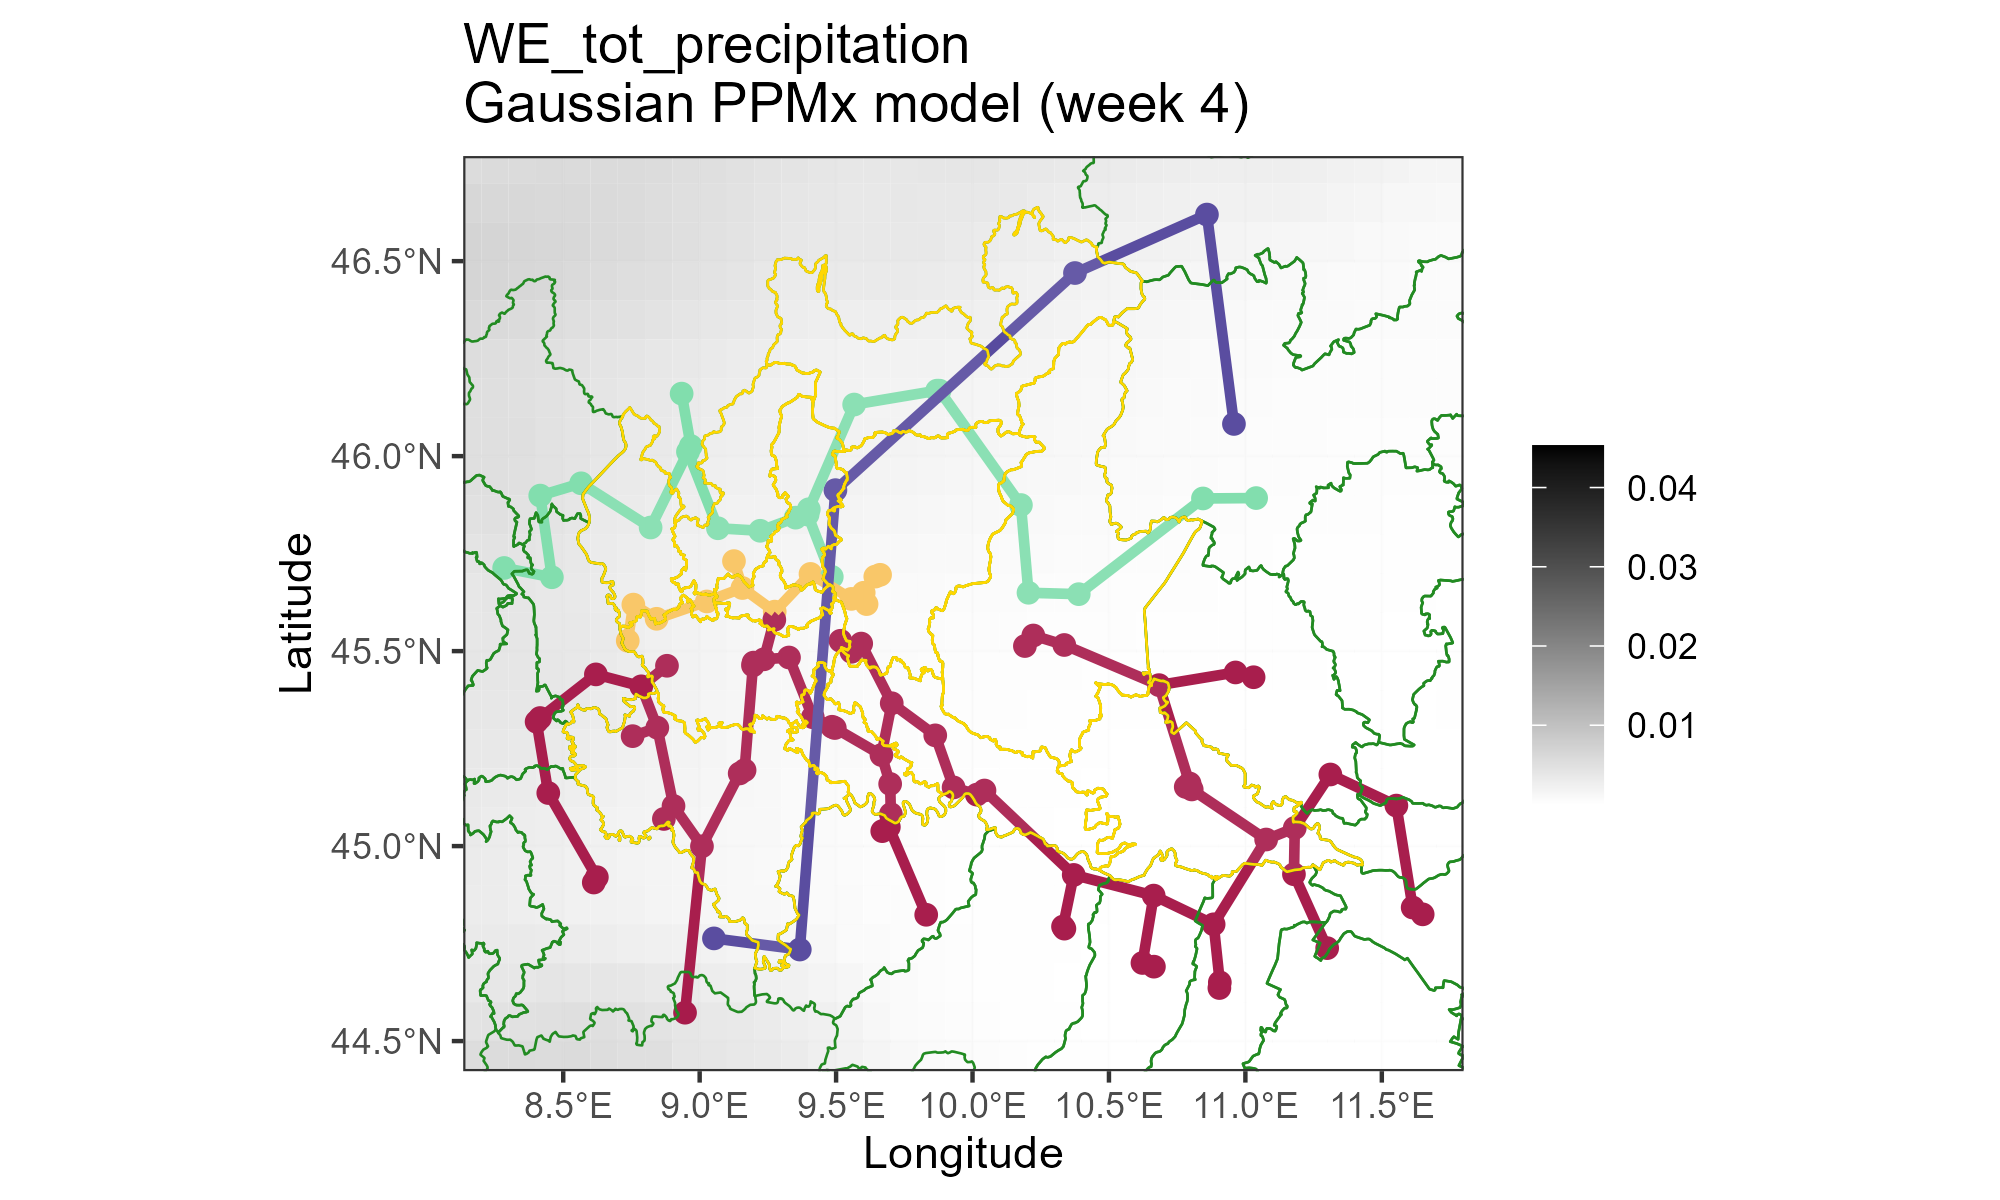 WE_tot_precipitation
Gaussian PPMx model (week 4)
46.5°N
46.0°N
45.5°N
45.0°N
44.5°N
Latitude
8.5°E
9.0°E
9.5°E
10.0°E
10.5°E
11.0°E
11.5°E
Longitude
0.04
0.03
0.02
0.01